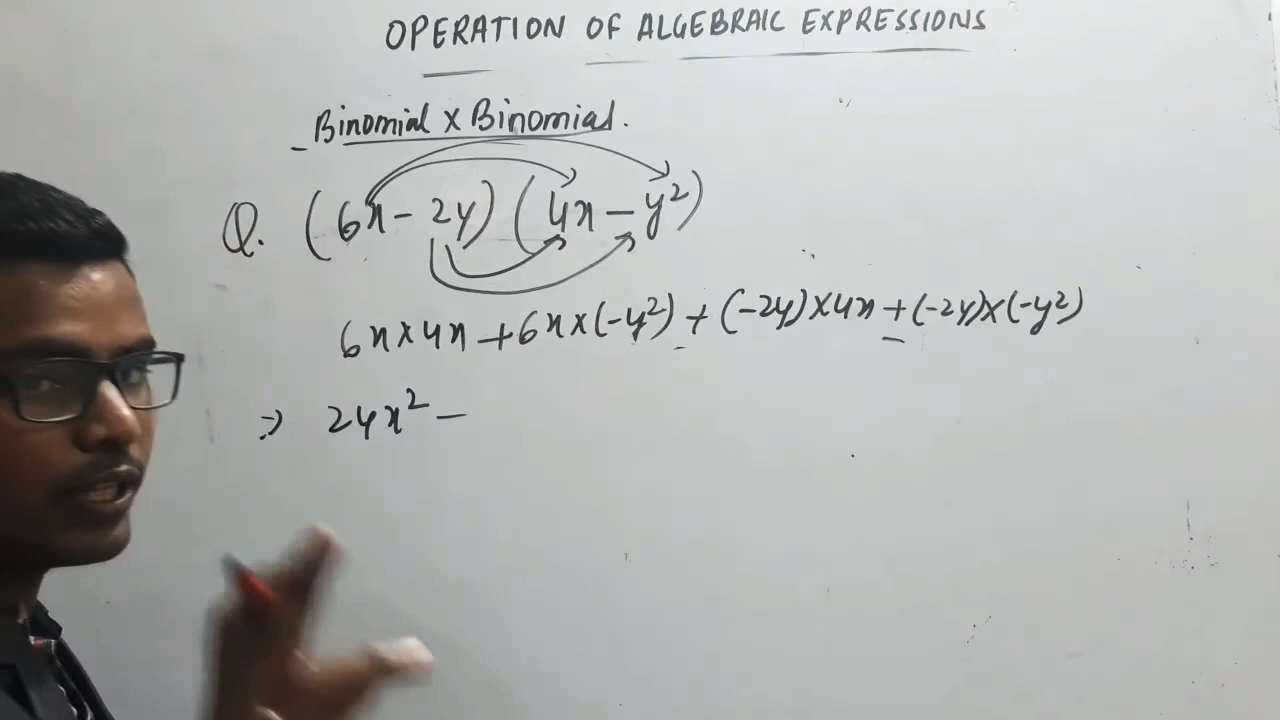 OPERATION OF ALGEBRAIC EXPRESSIONS
Binomial x Binomial.
Q. (6x - 2y) (4x - y²)
6x × 4x + 6x × (-y²) + (-2y) × 4x + (-2y) × (-y²)
⇒ 24x² -